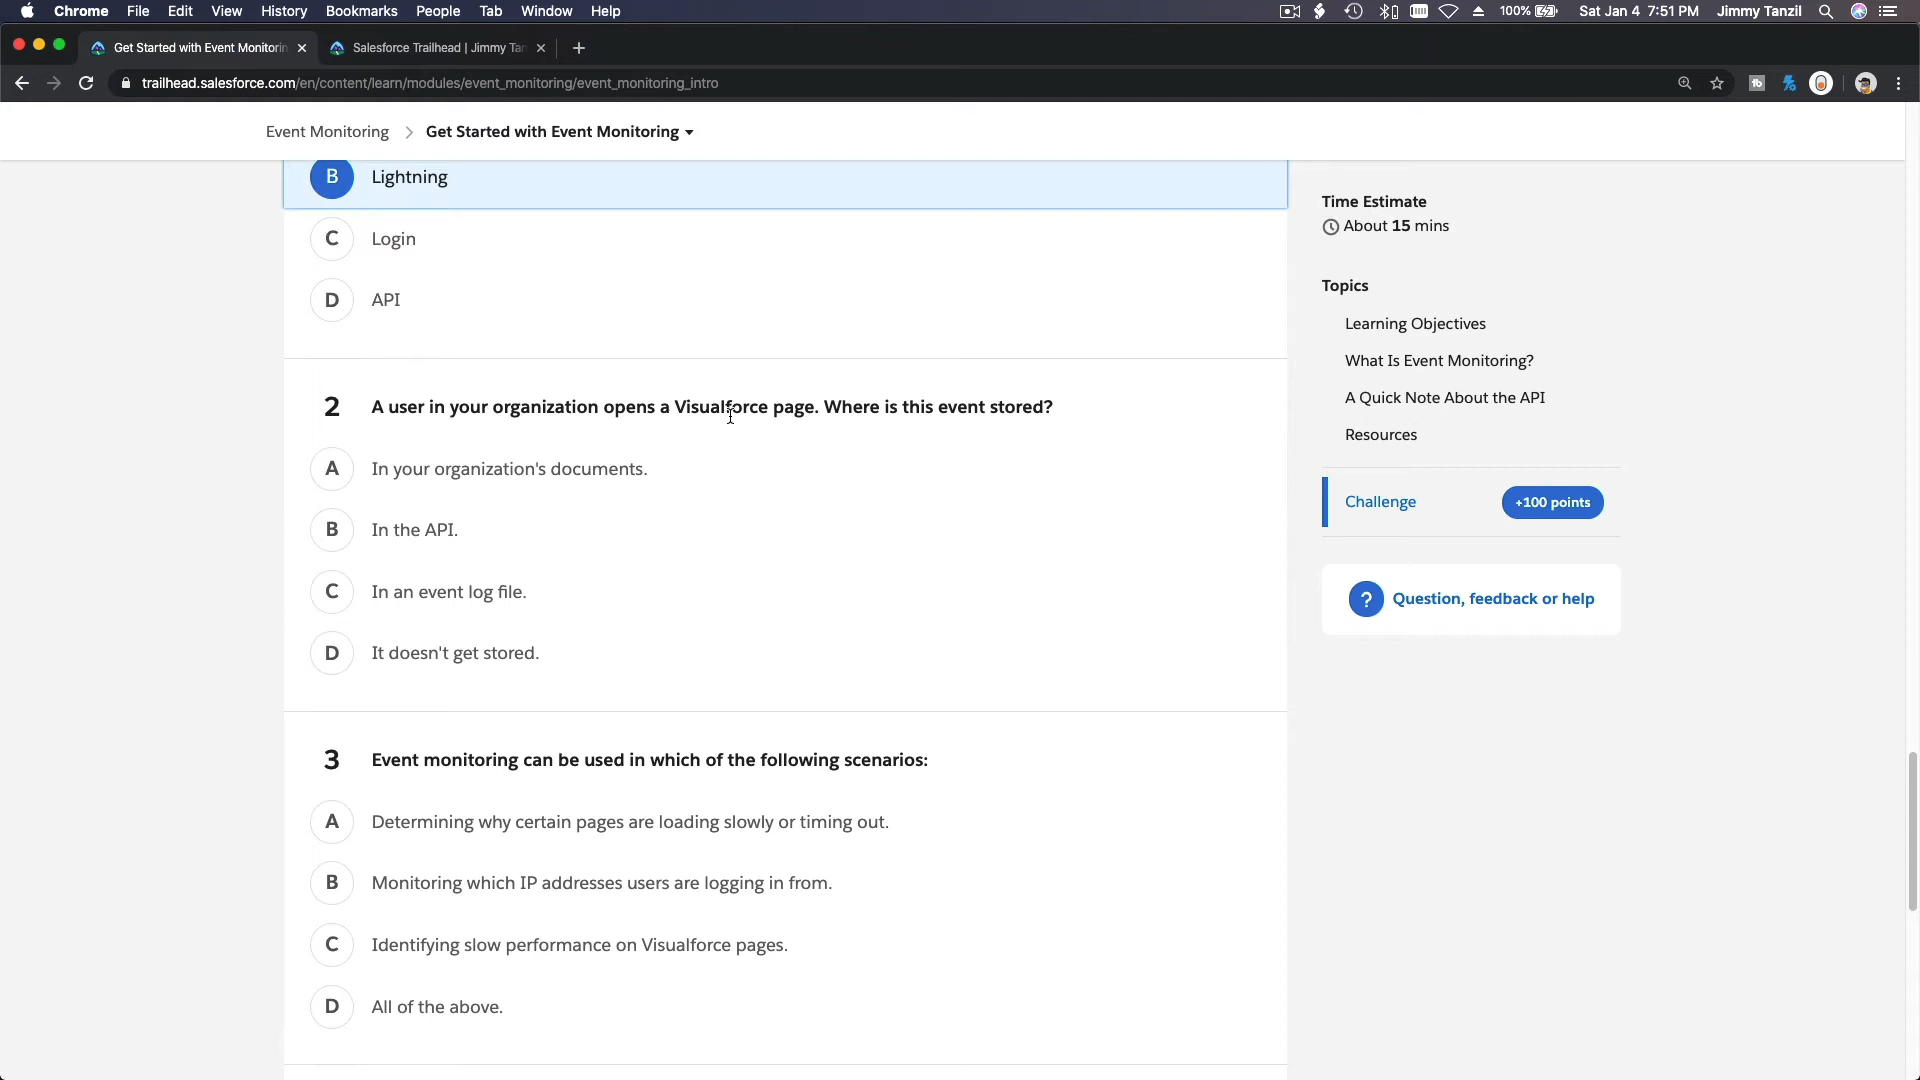 Chrome File Edit View History Bookmarks People Tab Window Help 100% Sat Jan 4 7:51 PM Jimmy Tanzil
Get Started with Event Monitorin Salesforce Trailhead | Jimmy Tan
trailhead.salesforce.com/en/content/learn/modules/event_monitoring/event_monitoring_intro
Event Monitoring > Get Started with Event Monitoring
B Lightning
C Login
D API
2 A user in your organization opens a Visualforce page. Where is this event stored?
A In your organization's documents.
B In the API.
C In an event log file.
D It doesn't get stored.
3 Event monitoring can be used in which of the following scenarios:
A Determining why certain pages are loading slowly or timing out.
B Monitoring which IP addresses users are logging in from.
C Identifying slow performance on Visualforce pages.
D All of the above.
Time Estimate
About 15 mins
Topics
Learning Objectives
What Is Event Monitoring?
A Quick Note About the API
Resources
Challenge +100 points
? Question, feedback or help